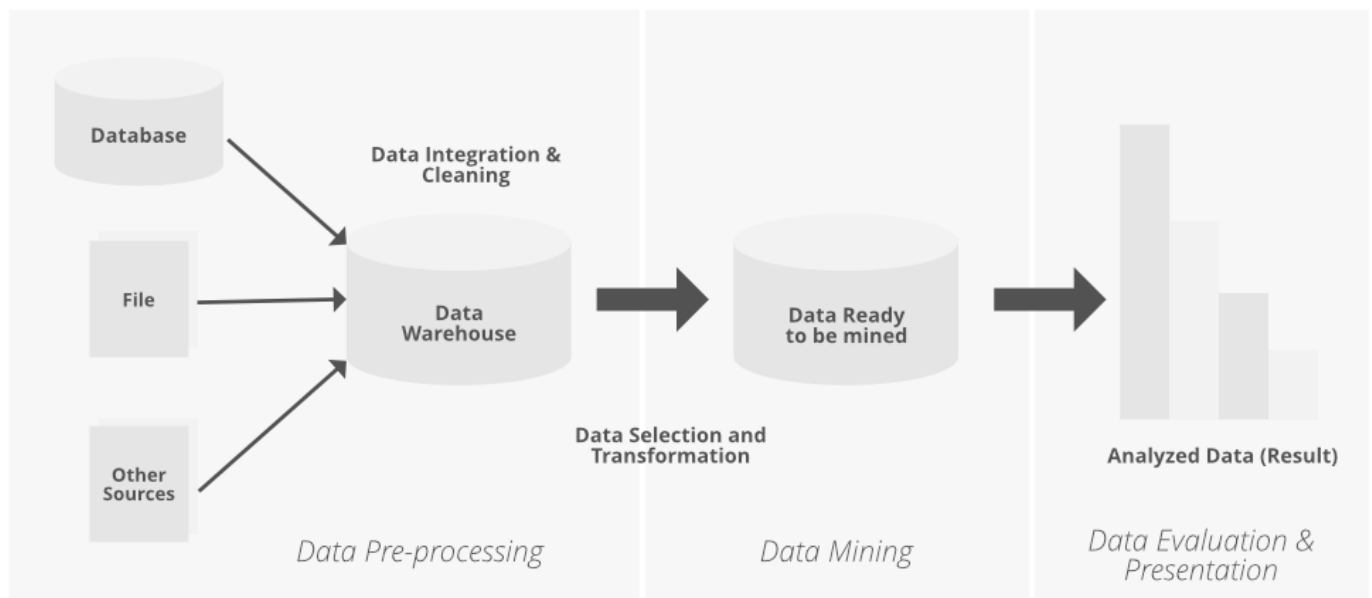 Database
Data Integration &
Cleaning
File
Data
Warehouse
Data Ready
to be mined
Other
Sources
Data Selection and
Transformation
Analyzed Data (Result)
Data Pre-processing
Data Mining
Data Evaluation &
Presentation